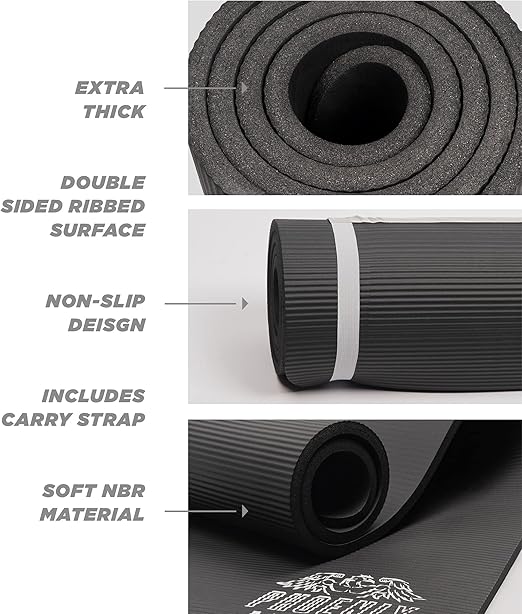 EXTRA
THICK
DOUBLE
SIDED RIBBED
SURFACE
NON-SLIP
DEISGN
INCLUDES
CARRY STRAP
SOFT NBR
MATERIAL